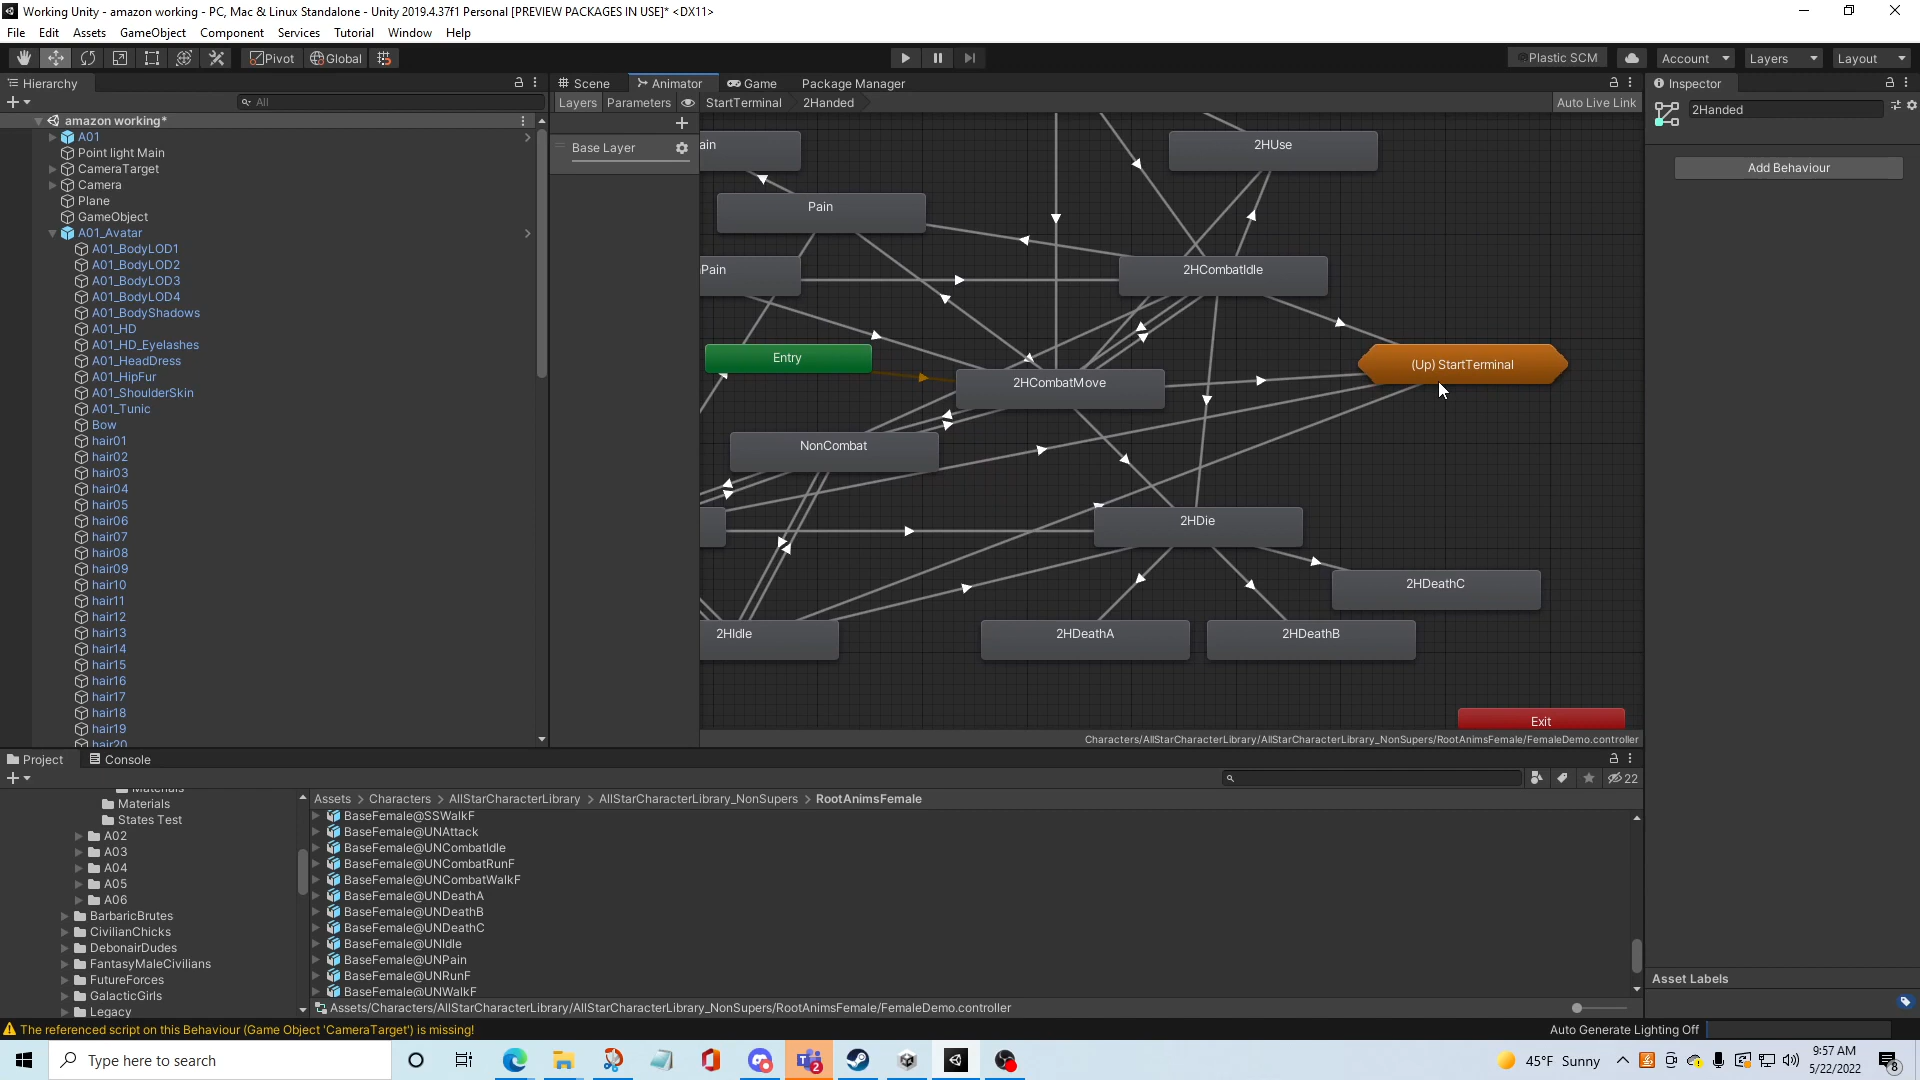 Working Unity - amazon working - PC, Mac & Linux Standalone - Unity 2019.4.37f1 Personal [PREVIEW PACKAGES IN USE]* <DX11>
File Edit Assets GameObject Component Services Tutorial Window Help
Pivot Global Plastic SCM Account Layers Layout
Hierarchy
All
amazon working*
A01
Point light Main
CameraTarget
Camera
Plane
GameObject
A01_Avatar
A01_BodyLOD1
A01_BodyLOD2
A01_BodyLOD3
A01_BodyLOD4
A01_BodyShadows
A01_HD
A01_HD_Eyelashes
A01_HeadDress
A01_HipFur
A01_ShoulderSkin
A01_Tunic
Bow
hair01
hair02
hair03
hair04
hair05
hair06
hair07
hair08
hair09
hair10
hair11
hair12
hair13
hair14
hair15
hair16
hair17
hair18
hair19
hair20
Scene Animator Game Package Manager
Layers Parameters StartTerminal 2Handed Auto Live Link
Base Layer
ain
2HUse
Pain
Pain
2HCombatIdle
Entry
(Up) StartTerminal
2HCombatMove
NonCombat
2HDie
2HDeathC
2HIdle
2HDeathA
2HDeathB
Exit
Characters/AllStarCharacterLibrary/AllStarCharacterLibrary_NonSupers/RootAnimsFemale/FemaleDemo.controller
Inspector
2Handed
Add Behaviour
Asset Labels
Project Console
22
Materials
Materials
States Test
A02
A03
A04
A05
A06
BarbaricBrutes
CivilianChicks
DebonairDudes
FantasyMaleCivilians
FutureForces
GalacticGirls
Legacy
Assets > Characters > AllStarCharacterLibrary > AllStarCharacterLibrary_NonSupers > RootAnimsFemale
BaseFemale@SSWalkF
BaseFemale@UNAttack
BaseFemale@UNCombatIdle
BaseFemale@UNCombatRunF
BaseFemale@UNCombatWalkF
BaseFemale@UNDeathA
BaseFemale@UNDeathB
BaseFemale@UNDeathC
BaseFemale@UNIdle
BaseFemale@UNPain
BaseFemale@UNRunF
BaseFemale@UNWalkF
Assets/Characters/AllStarCharacterLibrary/AllStarCharacterLibrary_NonSupers/RootAnimsFemale/FemaleDemo.controller
The referenced script on this Behaviour (Game Object 'CameraTarget') is missing!
Auto Generate Lighting Off
Type here to search
2
45°F Sunny
9:57 AM
5/22/2022
8